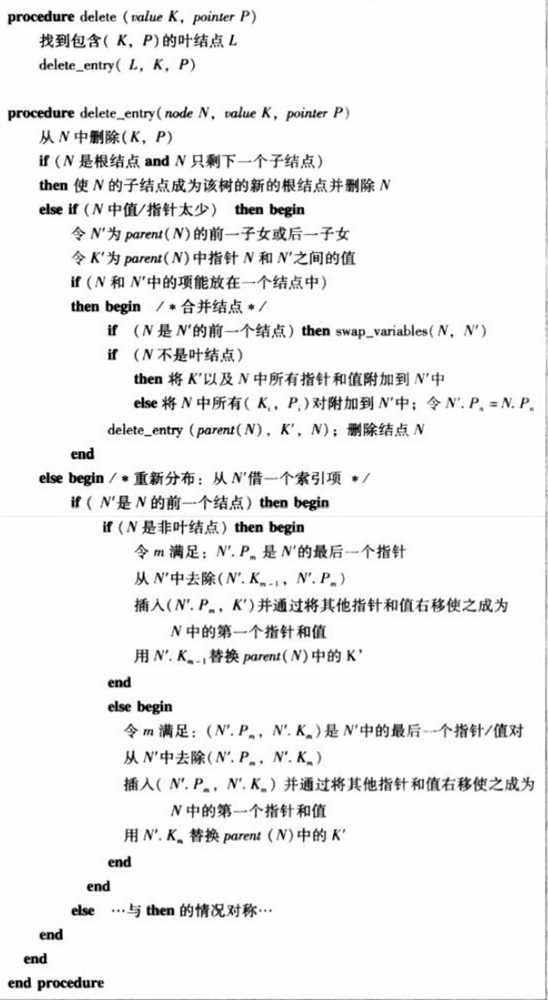 procedure delete (value K, pointer P)
找到包含( K, P)的叶结点 L
delete_entry( L, K, P)
procedure delete_entry(node N, value K, pointer P)
从 N 中删除(K, P)
if (N 是根结点 and N 只剩下一个子结点)
then 使 N 的子结点成为该树的新的根结点并删除 N
else if (N 中值/指针太少) then begin
令 N'为 parent(N)的前一子女或后一子女
令 K'为 parent(N)中指针 N 和 N'之间的值
if (N 和 N'中的项能放在一个结点中)
then begin /*合并结点*/
if (N 是 N'的前一个结点) then swap_variables(N, N')
if (N 不是叶结点)
then 将 K'以及 N 中所有指针和值附加到 N'中
else 将 N 中所有( Kᵢ, Pᵢ)对附加到 N'中; 令 N'. Pₙ = N. Pₙ
delete_entry (parent(N), K', N); 删除结点 N
end
else begin /*重新分布: 从 N'借一个索引项 */
if ( N'是 N 的前一个结点) then begin
if (N 是非叶结点) then begin
令 m 满足: N'. Pₘ 是 N'的最后一个指针
从 N'中去除(N'. Kₘ₋₁, N'. Pₘ)
插入(N'. Pₘ, K')并通过将其他指针和值右移使之成为
N 中的第一个指针和值
用 N'. Kₘ₋₁替换 parent(N)中的 K'
end
else begin
令 m 满足: (N'. Pₘ, N'. Kₘ)是 N'中的最后一个指针/值对
从 N'中去除(N'. Pₘ, N'. Kₘ)
插入( N'. Pₘ, N'. Kₘ) 并通过将其他指针和值右移使之成为
N 中的第一个指针和值
用 N'. Kₘ 替换 parent (N)中的 K'
end
end
else …与 then 的情况对称…
end
end
end procedure